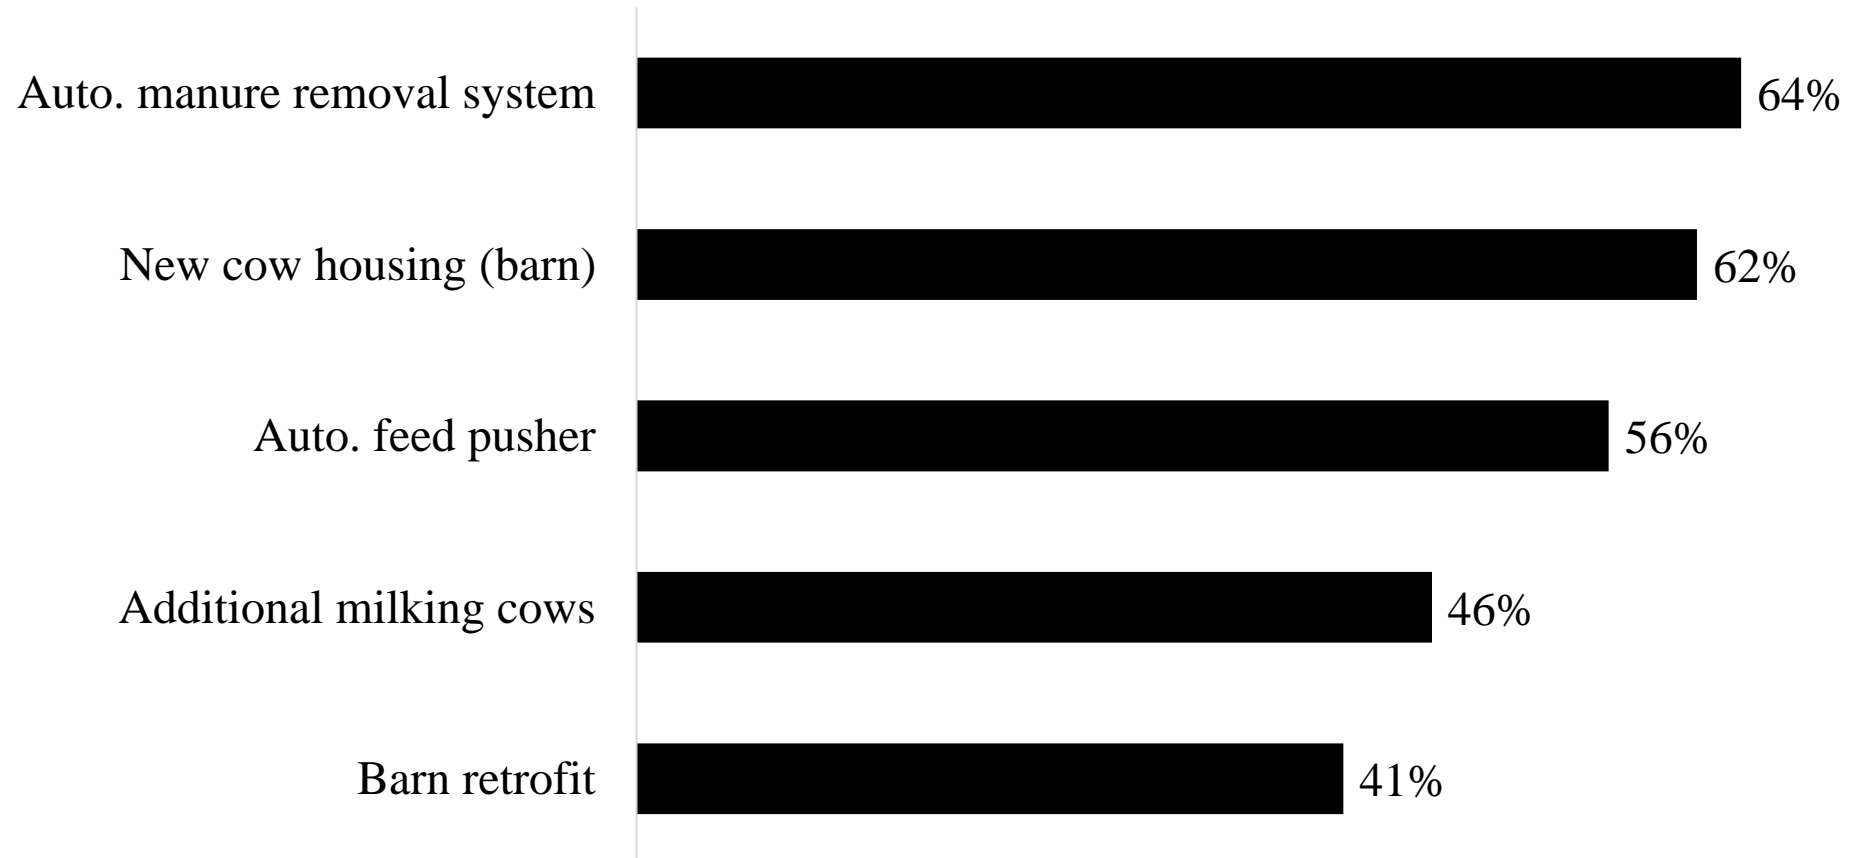 Auto. manure removal system 64%
New cow housing (barn) 62%
Auto. feed pusher 56%
Additional milking cows 46%
Barn retrofit 41%